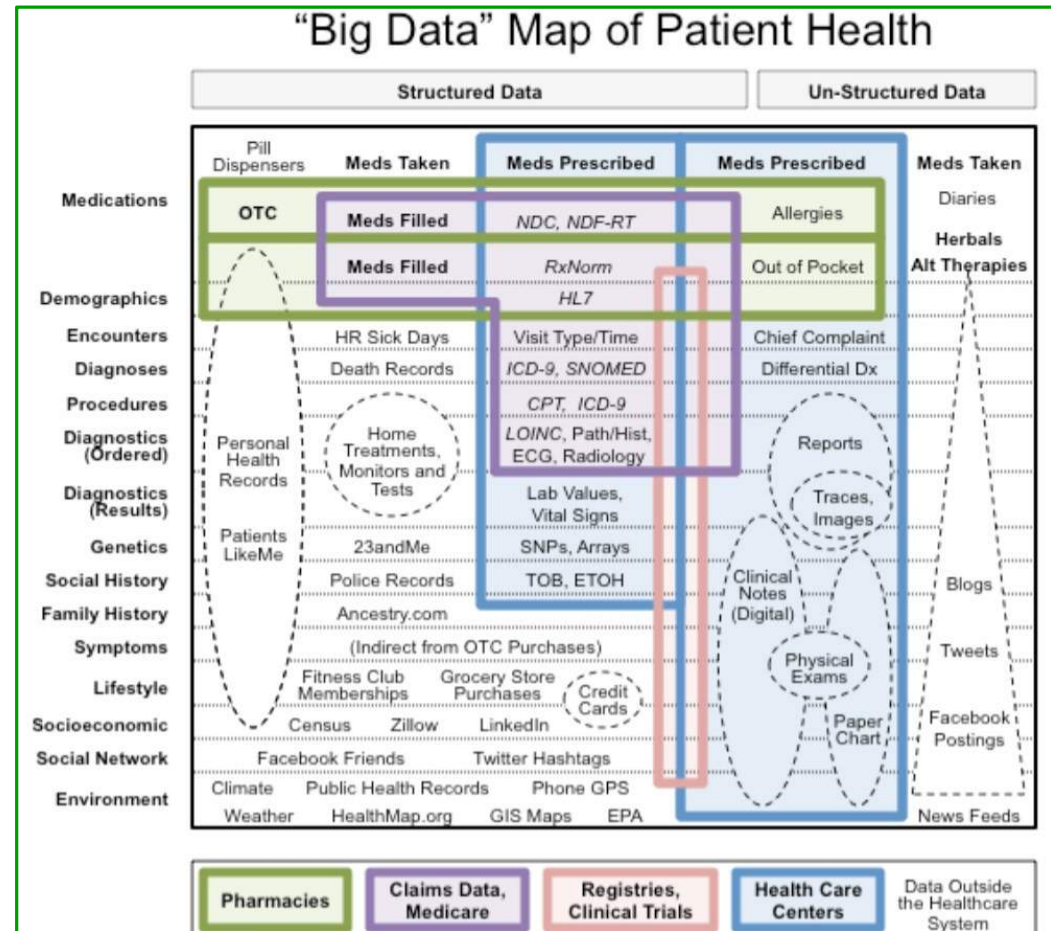 “Big Data” Map of Patient Health
Structured Data
Un-Structured Data
Pill
Dispensers
Meds Taken
Meds Prescribed
Meds Prescribed
Meds Taken
Medications
OTC
Meds Filled
NDC, NDF-RT
Allergies
Diaries
Herbals
Meds Filled
RxNorm
Out of Pocket
Alt Therapies
Demographics
HL7
Encounters
HR Sick Days
Visit Type/Time
Chief Complaint
Diagnoses
Death Records
ICD-9, SNOMED
Differential Dx
Procedures
CPT, ICD-9
Diagnostics
(Ordered)
Personal
Health
Records
Home
Treatments,
Monitors and
Tests
LOINC, Path/Hist,
ECG, Radiology
Reports
Diagnostics
(Results)
Lab Values,
Vital Signs
Traces,
Images
Genetics
Patients
LikeMe
23andMe
SNPs, Arrays
Social History
Police Records
TOB, ETOH
Clinical
Notes
(Digital)
Blogs
Family History
Ancestry.com
Symptoms
(Indirect from OTC Purchases)
Physical
Exams
Tweets
Lifestyle
Fitness Club
Memberships
Grocery Store
Purchases
Credit
Cards
Socioeconomic
Census
Zillow
LinkedIn
Paper
Chart
Facebook
Postings
Social Network
Facebook Friends
Twitter Hashtags
Environment
Climate
Public Health Records
Phone GPS
Weather
HealthMap.org
GIS Maps
EPA
News Feeds
Pharmacies
Claims Data,
Medicare
Registries,
Clinical Trials
Health Care
Centers
Data Outside
the Healthcare
System